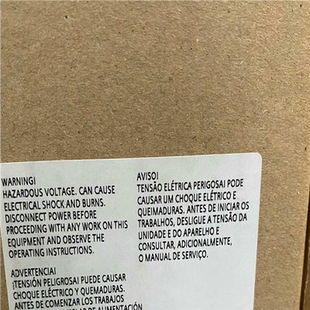 WARNING!
HAZARDOUS VOLTAGE. CAN CAUSE
ELECTRICAL SHOCK AND BURNS.
DISCONNECT POWER BEFORE
PROCEEDING WITH ANY WORK ON THIS
EQUIPMENT AND OBSERVE THE
OPERATING INSTRUCTIONS.
ADVERTENCIA!
¡TENSIÓN PELIGROSA! PUEDE CAUSAR
CHOQUE ELÉCTRICO Y QUEMADURAS.
ANTES DE COMENZAR LOS TRABAJOS
DE ALIMENTACIÓN
AVISO!
TENSÃO ELÉTRICA PERIGOSA! PODE
CAUSAR UM CHOQUE ELÉTRICO E
QUEIMADURAS. ANTES DE INICIAR OS
TRABALHOS, DESLIGUE A TENSÃO DA
UNIDADE E DO APARELHO E
CONSULTAR, ADICIONALMENTE,
O MANUAL DE SERVIÇO.